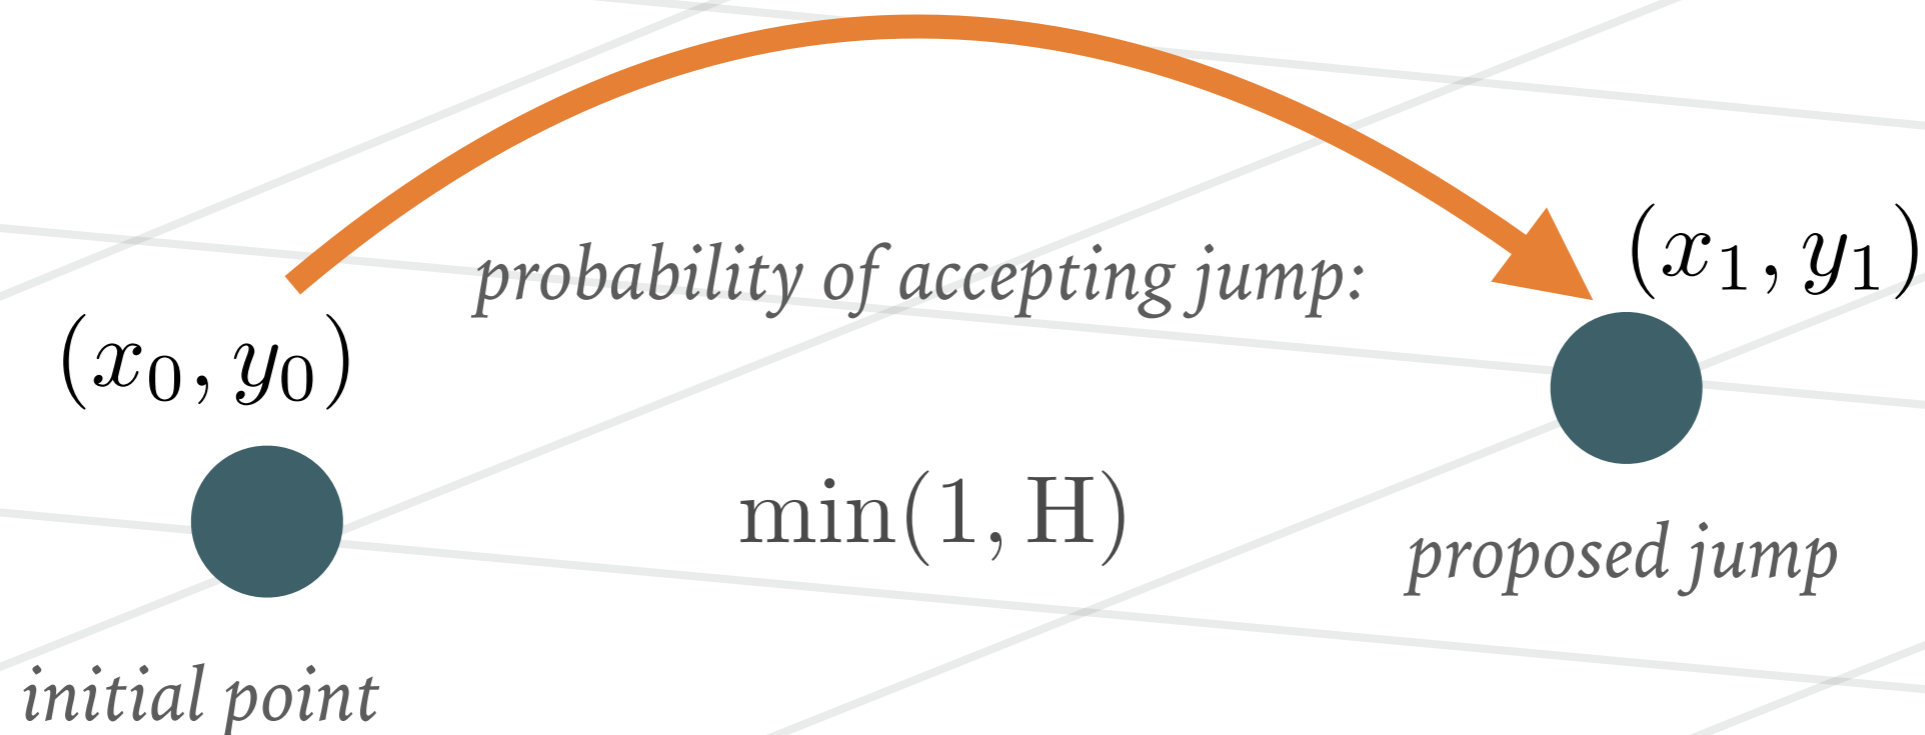 (x₁, y₁)
probability of accepting jump:
(x₀, y₀)
min(1, H)
proposed jump
initial point